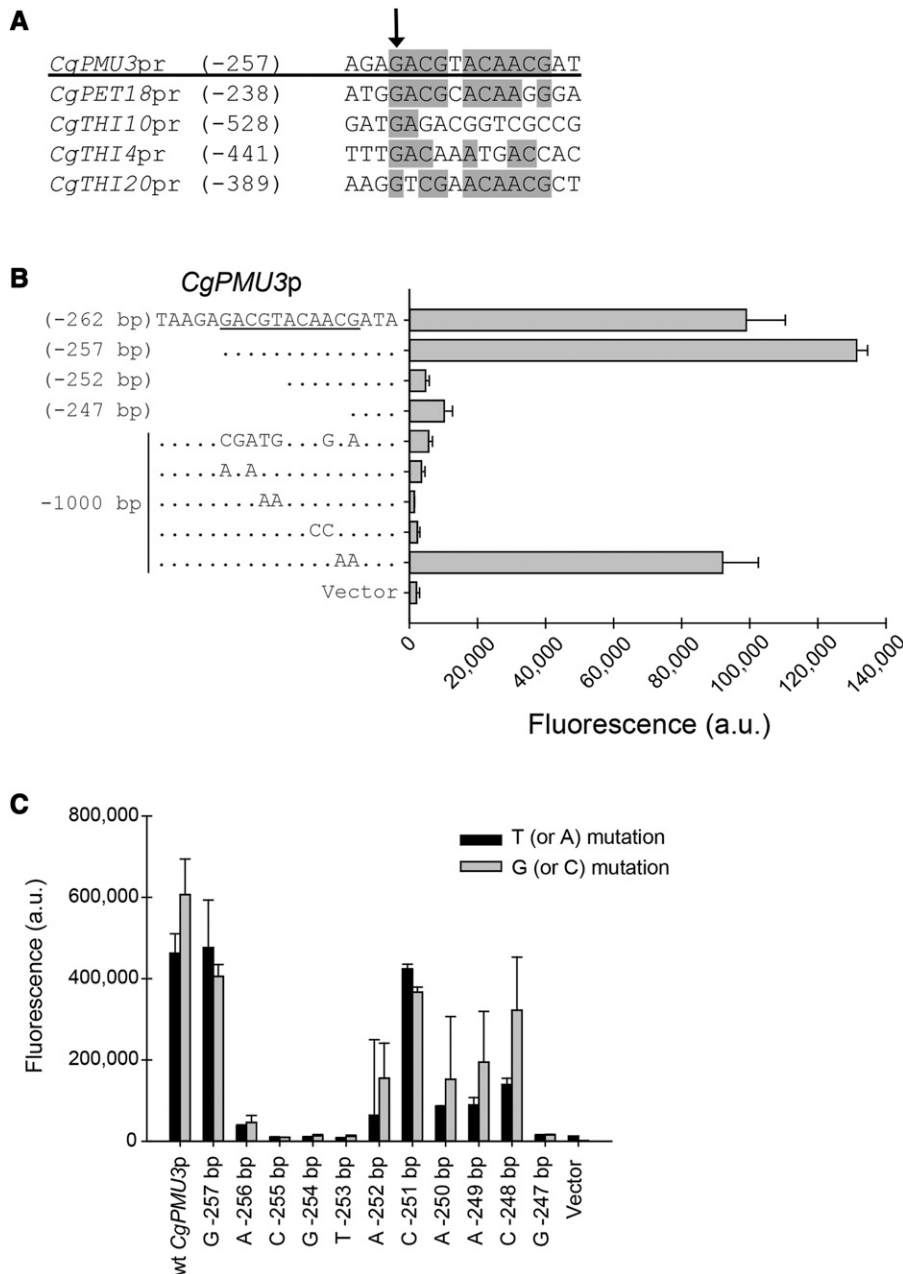 A
CgPMU3pr (-257) AGAGACGTACAACGAT
CgPET18pr (-238) ATGGACGCACAAGGGA
CgTHI10pr (-528) GATGAGACGGTCGCCG
CgTHI4pr (-441) TTTGACAAATGACCAC
CgTHI20pr (-389) AAGGTCGAACAACGCT
B
CgPMU3p
(-262 bp) TAAGAGACGTACAACGATA
(-257 bp) ..............
(-252 bp) .........
(-247 bp) ....
-1000 bp
.....CGATG...G.A...
.....A.A...........
........AA.........
............CC.....
..............AA...
Vector
0 20,000 40,000 60,000 80,000 100,000 120,000 140,000
Fluorescence (a.u.)
C
800,000
600,000
400,000
200,000
0
Fluorescence (a.u.)
T (or A) mutation
G (or C) mutation
wt CgPMU3p
G -257 bp
A -256 bp
C -255 bp
G -254 bp
T -253 bp
A -252 bp
C -251 bp
A -250 bp
A -249 bp
C -248 bp
G -247 bp
Vector